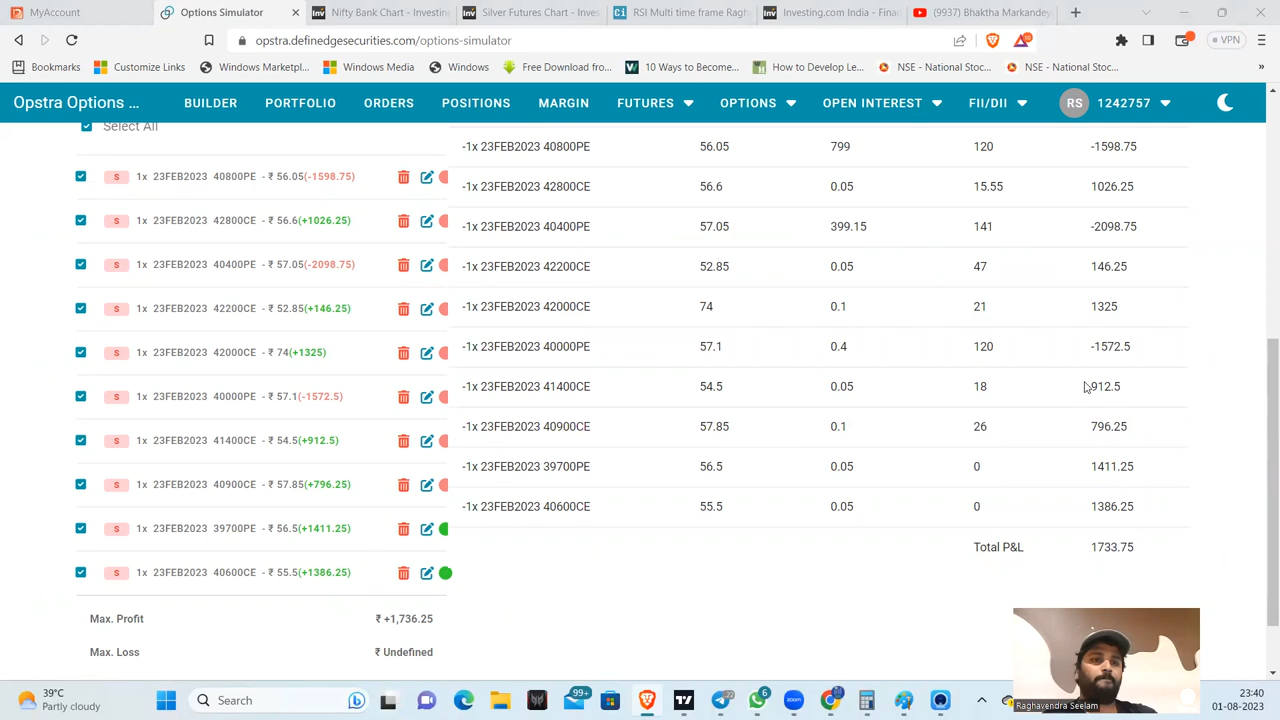 MyAccount
Options Simulator
Nifty Bank Chart - Investing
Silver Futures Chart - Invest
RSI Multi time frame Ragh
Investing.com India - Fina
(9937) Bhaktha Markandey
opstra.definedgesecurities.com/options-simulator
VPN
Bookmarks
Customize Links
Windows Marketpl...
Windows Media
Windows
Free Download from...
10 Ways to Become...
How to Develop Le...
NSE - National Stoc...
NSE - National Stoc...
Opstra Options ...
BUILDER
PORTFOLIO
ORDERS
POSITIONS
MARGIN
FUTURES
OPTIONS
OPEN INTEREST
FII/DII
RS
1242757
Select All
S 1x 23FEB2023 40800PE - ₹ 56.05(-1598.75)
S 1x 23FEB2023 42800CE - ₹ 56.6(+1026.25)
S 1x 23FEB2023 40400PE - ₹ 57.05(-2098.75)
S 1x 23FEB2023 42200CE - ₹ 52.85(+146.25)
S 1x 23FEB2023 42000CE - ₹ 74(+1325)
S 1x 23FEB2023 40000PE - ₹ 57.1(-1572.5)
S 1x 23FEB2023 41400CE - ₹ 54.5(+912.5)
S 1x 23FEB2023 40900CE - ₹ 57.85(+796.25)
S 1x 23FEB2023 39700PE - ₹ 56.5(+1411.25)
S 1x 23FEB2023 40600CE - ₹ 55.5(+1386.25)
Max. Profit ₹ +1,736.25
Max. Loss ₹ Undefined
-1x 23FEB2023 40800PE 56.05 799 120 -1598.75
-1x 23FEB2023 42800CE 56.6 0.05 15.55 1026.25
-1x 23FEB2023 40400PE 57.05 399.15 141 -2098.75
-1x 23FEB2023 42200CE 52.85 0.05 47 146.25
-1x 23FEB2023 42000CE 74 0.1 21 1325
-1x 23FEB2023 40000PE 57.1 0.4 120 -1572.5
-1x 23FEB2023 41400CE 54.5 0.05 18 912.5
-1x 23FEB2023 40900CE 57.85 0.1 26 796.25
-1x 23FEB2023 39700PE 56.5 0.05 0 1411.25
-1x 23FEB2023 40600CE 55.5 0.05 0 1386.25
Total P&L 1733.75
Raghavendra Seelam
39°C
Partly cloudy
Search
99+
22
6
23:40
01-08-2023